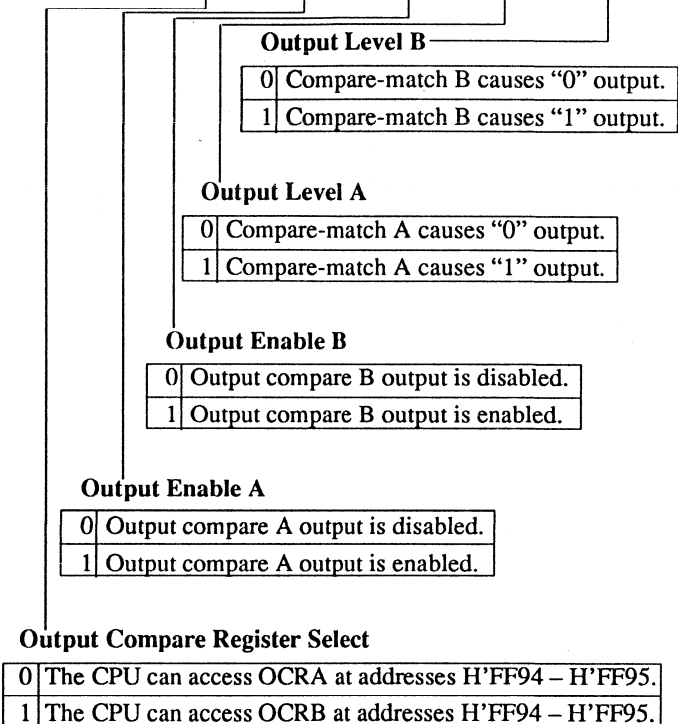 Output Level B
0 Compare-match B causes “0” output.
1 Compare-match B causes “1” output.
Output Level A
0 Compare-match A causes “0” output.
1 Compare-match A causes “1” output.
Output Enable B
0 Output compare B output is disabled.
1 Output compare B output is enabled.
Output Enable A
0 Output compare A output is disabled.
1 Output compare A output is enabled.
Output Compare Register Select
0 The CPU can access OCRA at addresses H’FF94 – H’FF95.
1 The CPU can access OCRB at addresses H’FF94 – H’FF95.